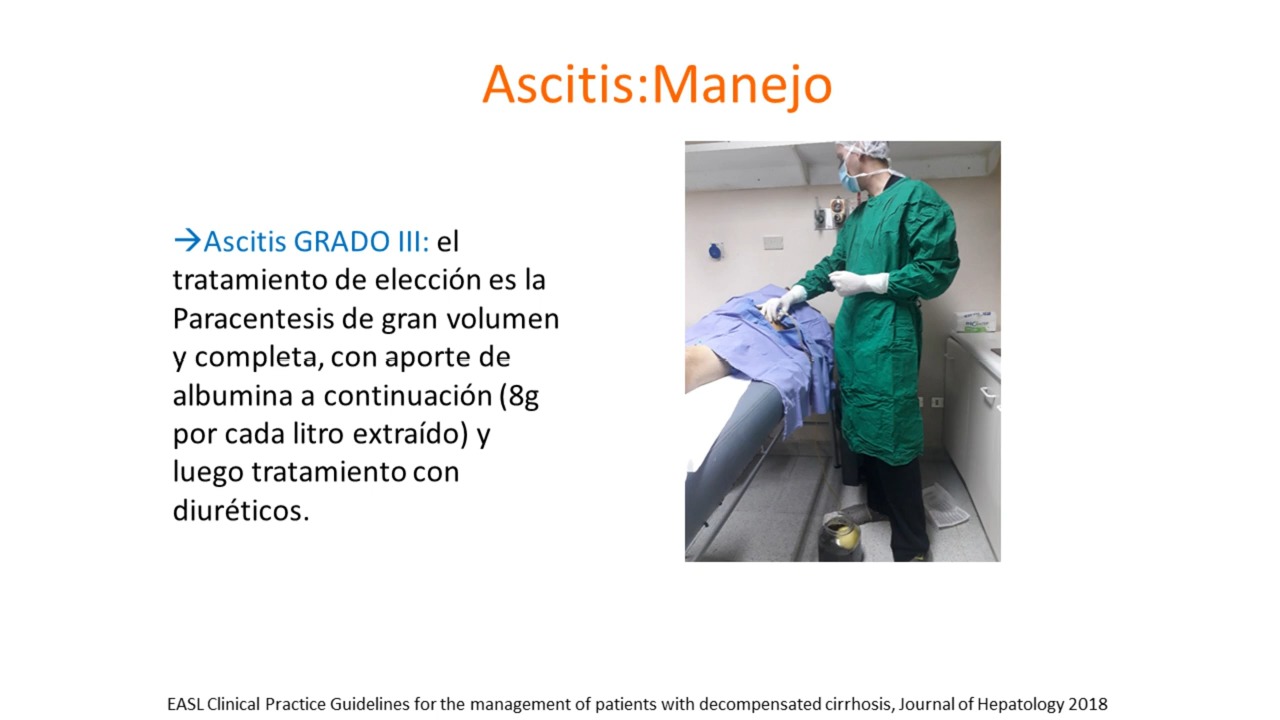 Ascitis:Manejo
→Ascitis GRADO III: el
tratamiento de elección es la
Paracentesis de gran volumen
y completa, con aporte de
albumina a continuación (8g
por cada litro extraído) y
luego tratamiento con
diuréticos.
EASL Clinical Practice Guidelines for the management of patients with decompensated cirrhosis, Journal of Hepatology 2018